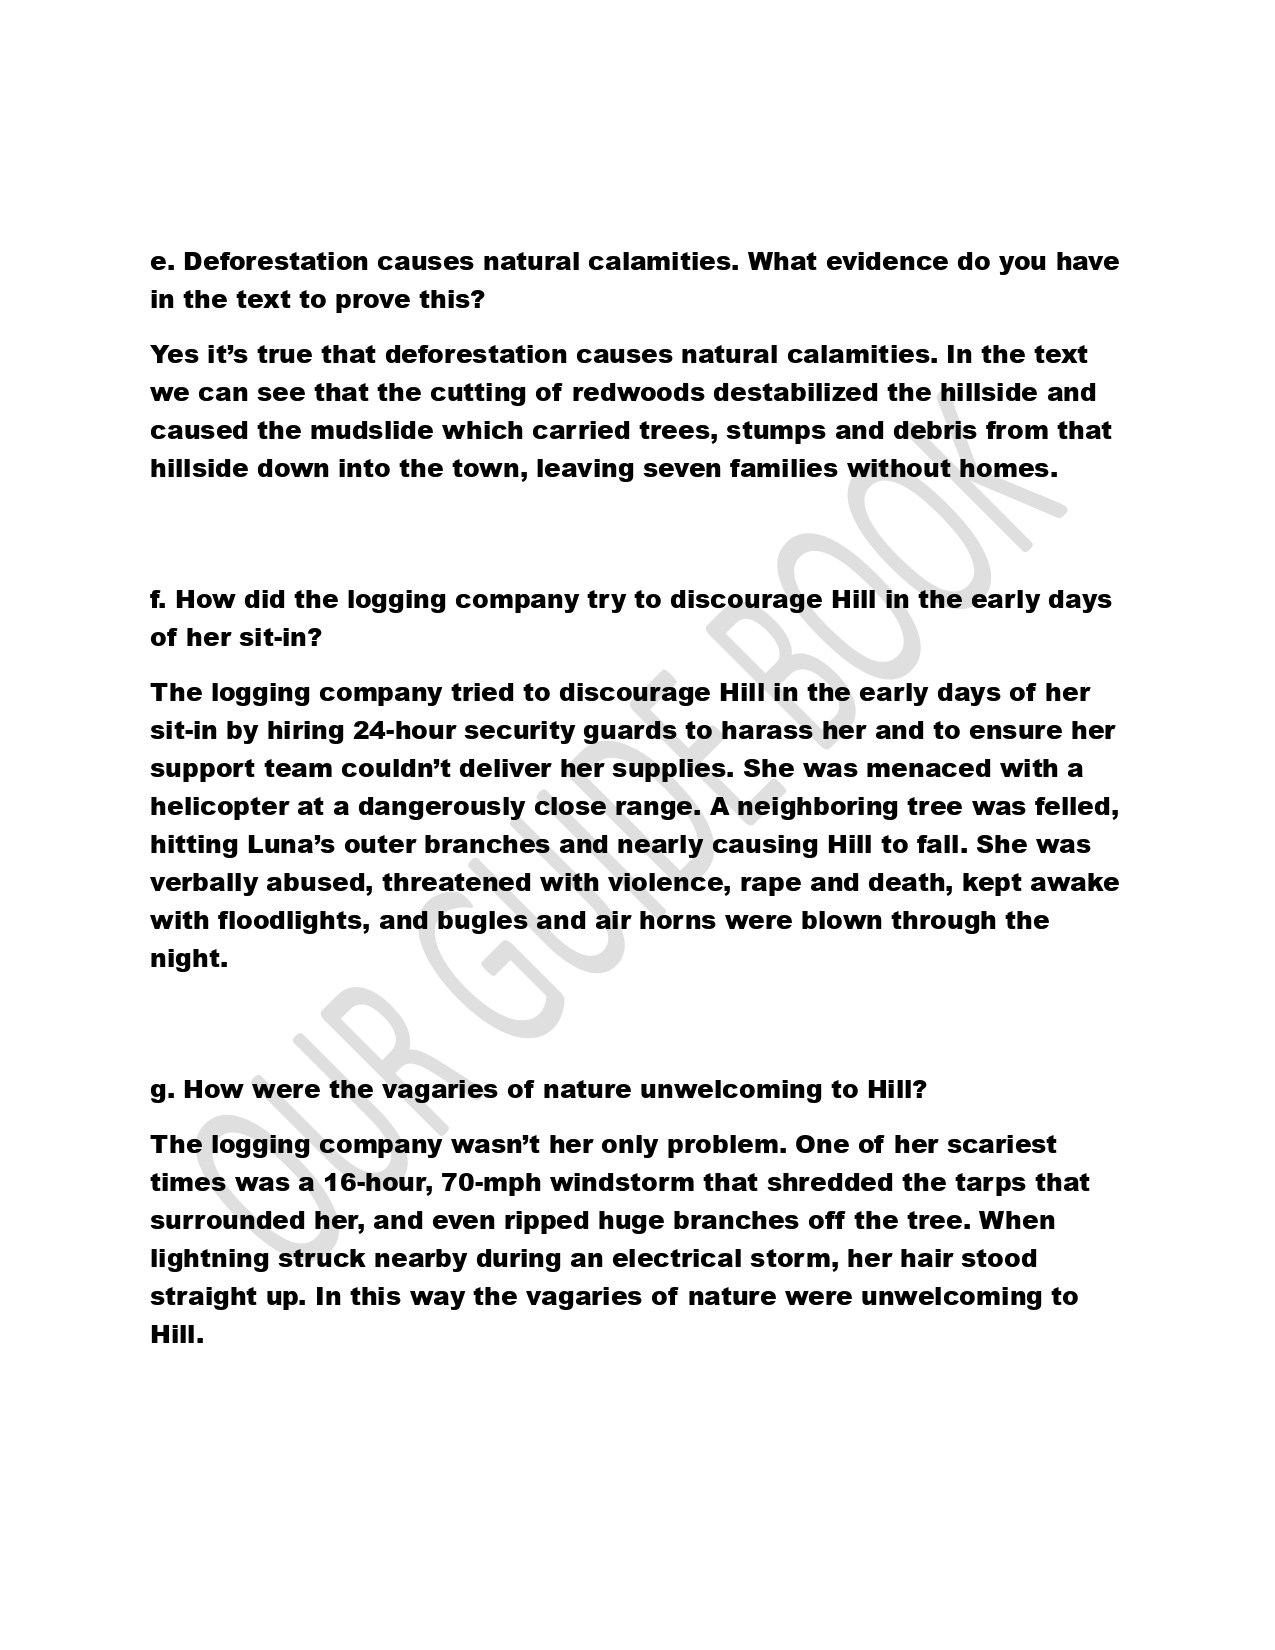 e. Deforestation causes natural calamities. What evidence do you have
in the text to prove this?
Yes it’s true that deforestation causes natural calamities. In the text
we can see that the cutting of redwoods destabilized the hillside and
caused the mudslide which carried trees, stumps and debris from that
hillside down into the town, leaving seven families without homes.
f. How did the logging company try to discourage Hill in the early days
of her sit-in?
The logging company tried to discourage Hill in the early days of her
sit-in by hiring 24-hour security guards to harass her and to ensure her
support team couldn’t deliver her supplies. She was menaced with a
helicopter at a dangerously close range. A neighboring tree was felled,
hitting Luna’s outer branches and nearly causing Hill to fall. She was
verbally abused, threatened with violence, rape and death, kept awake
with floodlights, and bugles and air horns were blown through the
night.
g. How were the vagaries of nature unwelcoming to Hill?
The logging company wasn’t her only problem. One of her scariest
times was a 16-hour, 70-mph windstorm that shredded the tarps that
surrounded her, and even ripped huge branches off the tree. When
lightning struck nearby during an electrical storm, her hair stood
straight up. In this way the vagaries of nature were unwelcoming to
Hill.
OUR GUIDE BOOK